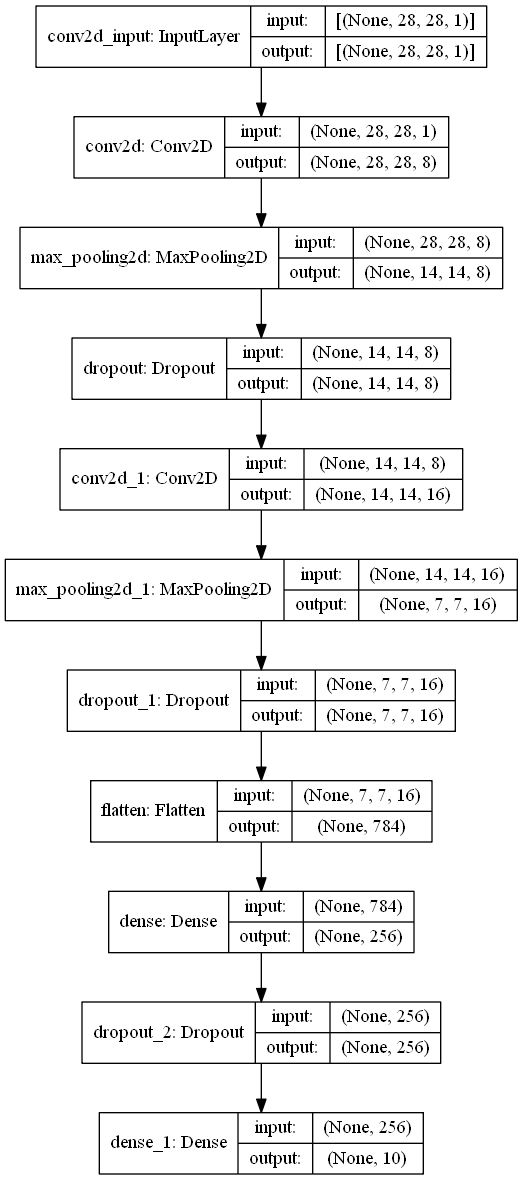 conv2d_input: InputLayer
input: [(None, 28, 28, 1)]
output: [(None, 28, 28, 1)]
conv2d: Conv2D
input: (None, 28, 28, 1)
output: (None, 28, 28, 8)
max_pooling2d: MaxPooling2D
input: (None, 28, 28, 8)
output: (None, 14, 14, 8)
dropout: Dropout
input: (None, 14, 14, 8)
output: (None, 14, 14, 8)
conv2d_1: Conv2D
input: (None, 14, 14, 8)
output: (None, 14, 14, 16)
max_pooling2d_1: MaxPooling2D
input: (None, 14, 14, 16)
output: (None, 7, 7, 16)
dropout_1: Dropout
input: (None, 7, 7, 16)
output: (None, 7, 7, 16)
flatten: Flatten
input: (None, 7, 7, 16)
output: (None, 784)
dense: Dense
input: (None, 784)
output: (None, 256)
dropout_2: Dropout
input: (None, 256)
output: (None, 256)
dense_1: Dense
input: (None, 256)
output: (None, 10)